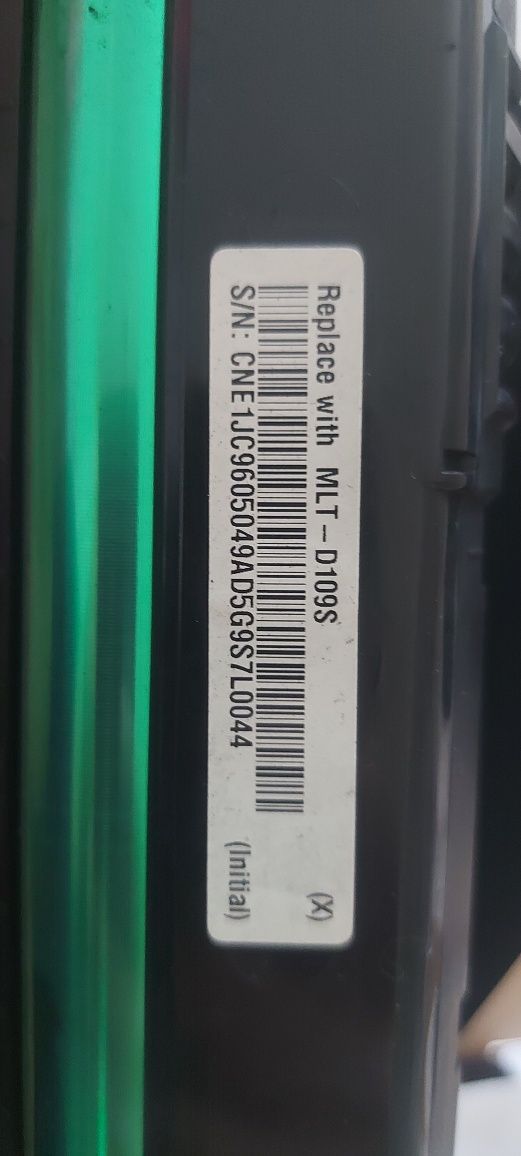 Replace with MLT-D109S (X)
S/N: CNE1JC9605049AD5G9S7L0044 (Initial)